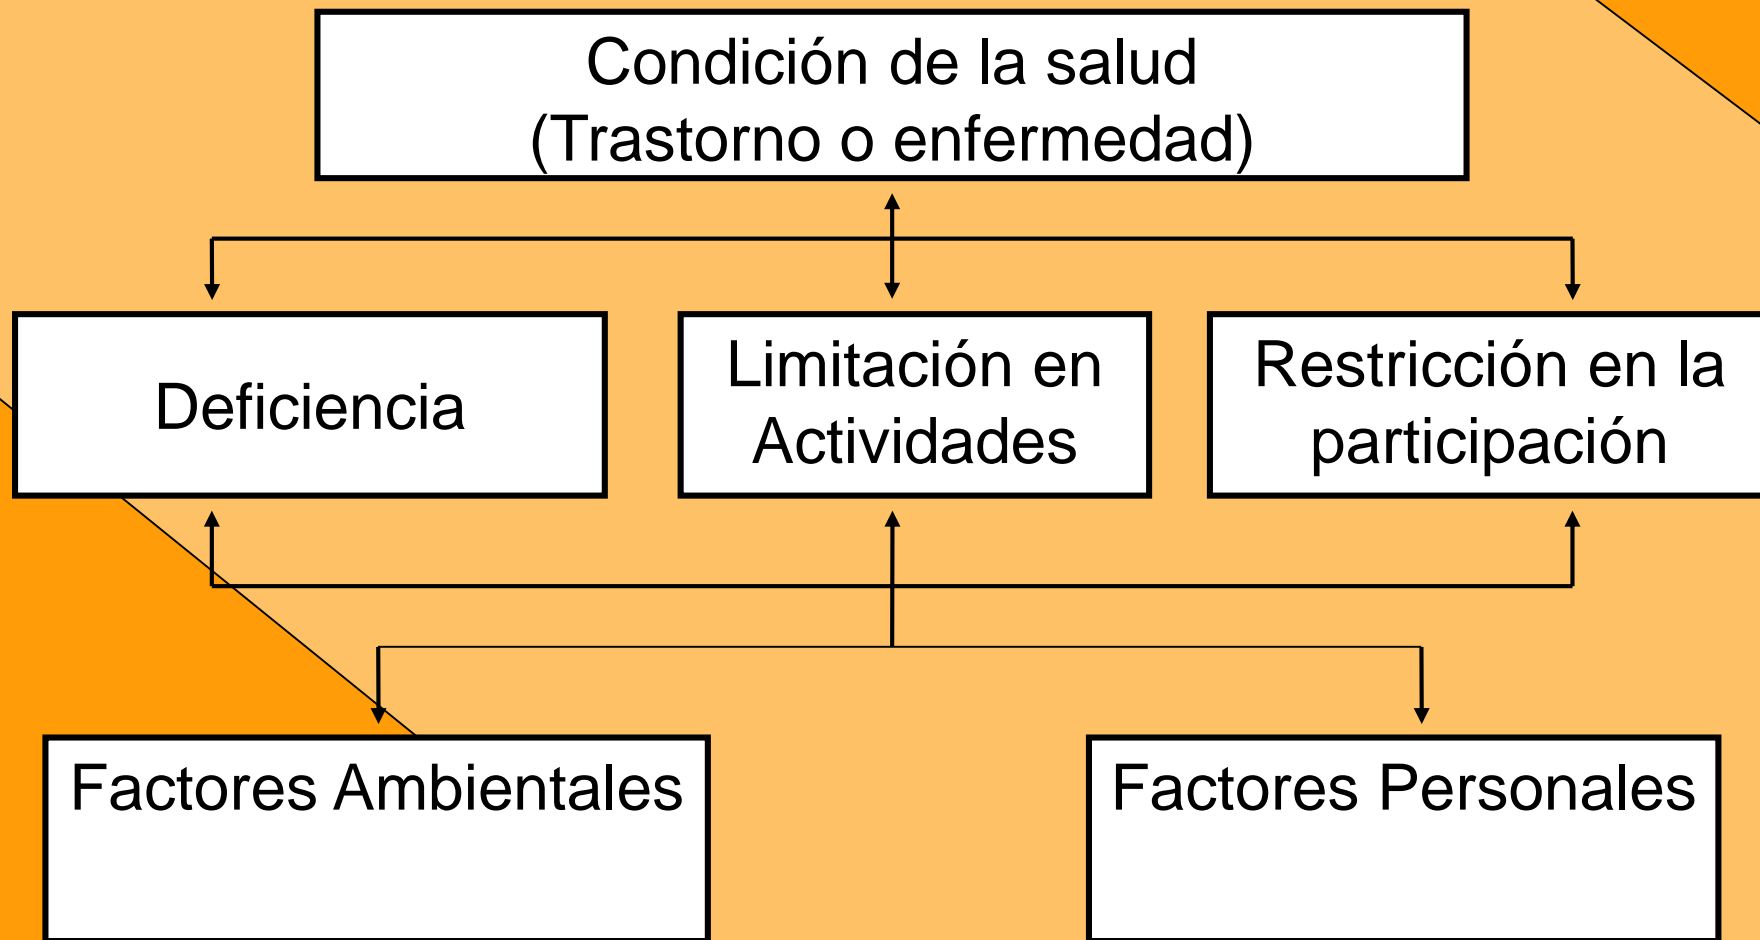 Condición de la salud
(Trastorno o enfermedad)
Deficiencia
Limitación en
Actividades
Restricción en la
participación
Factores Ambientales
Factores Personales